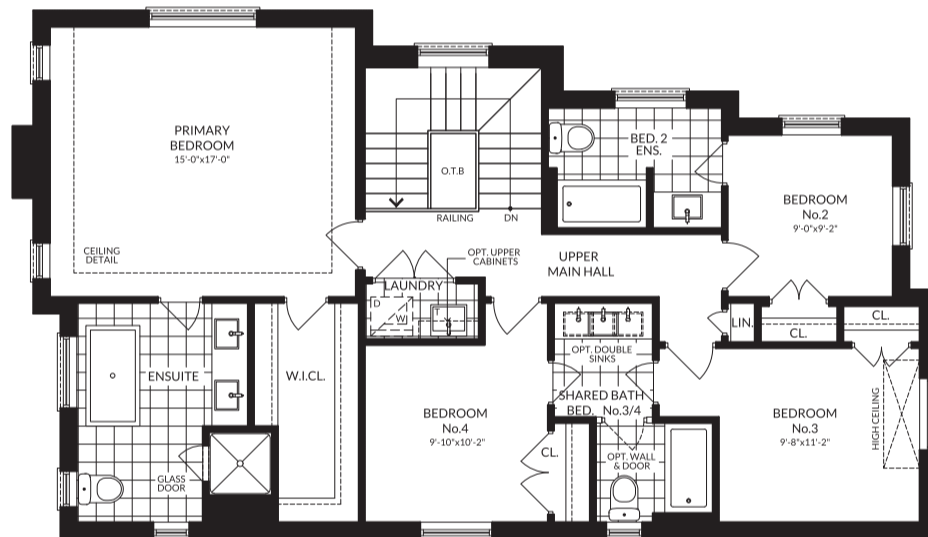 PRIMARY
BEDROOM
15'-0"x17'-0"
CEILING
DETAIL
O.T.B
RAILING
DN
BED. 2
ENS.
BEDROOM
No.2
9'-0"x9'-2"
OPT. UPPER
CABINETS
UPPER
MAIN HALL
LAUNDRY
D
W
T
LIN.
CL.
CL.
ENSUITE
W.I.CL.
GLASS
DOOR
BEDROOM
No.4
9'-10"x10'-2"
CL.
OPT. DOUBLE
SINKS
SHARED BATH
BED. No.3/4
OPT. WALL
& DOOR
BEDROOM
No.3
9'-8"x11'-2"
HIGH CEILING